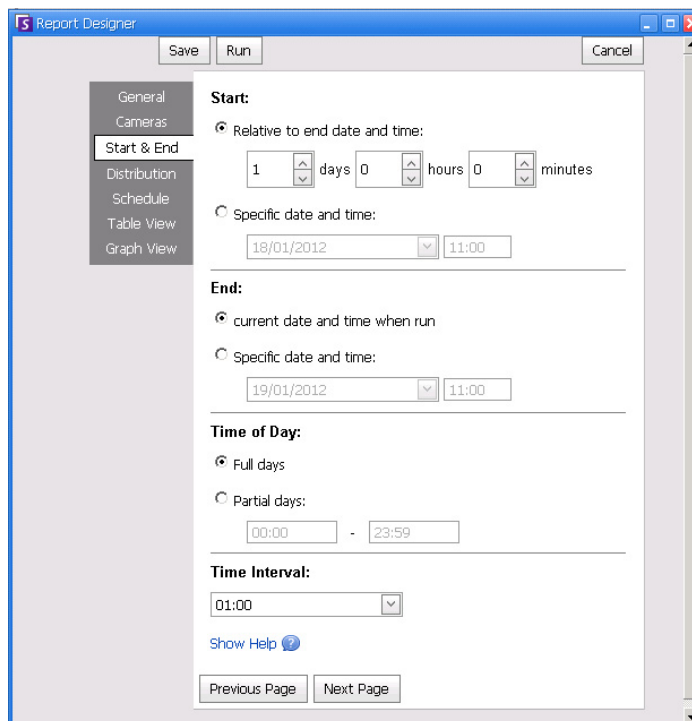 Report Designer
Save Run Cancel
General
Cameras
Start & End
Distribution
Schedule
Table View
Graph View
Start:
Relative to end date and time:
1 days 0 hours 0 minutes
Specific date and time:
18/01/2012 11:00
End:
current date and time when run
Specific date and time:
19/01/2012 11:00
Time of Day:
Full days
Partial days:
00:00 - 23:59
Time Interval:
01:00
Show Help ?
Previous Page Next Page